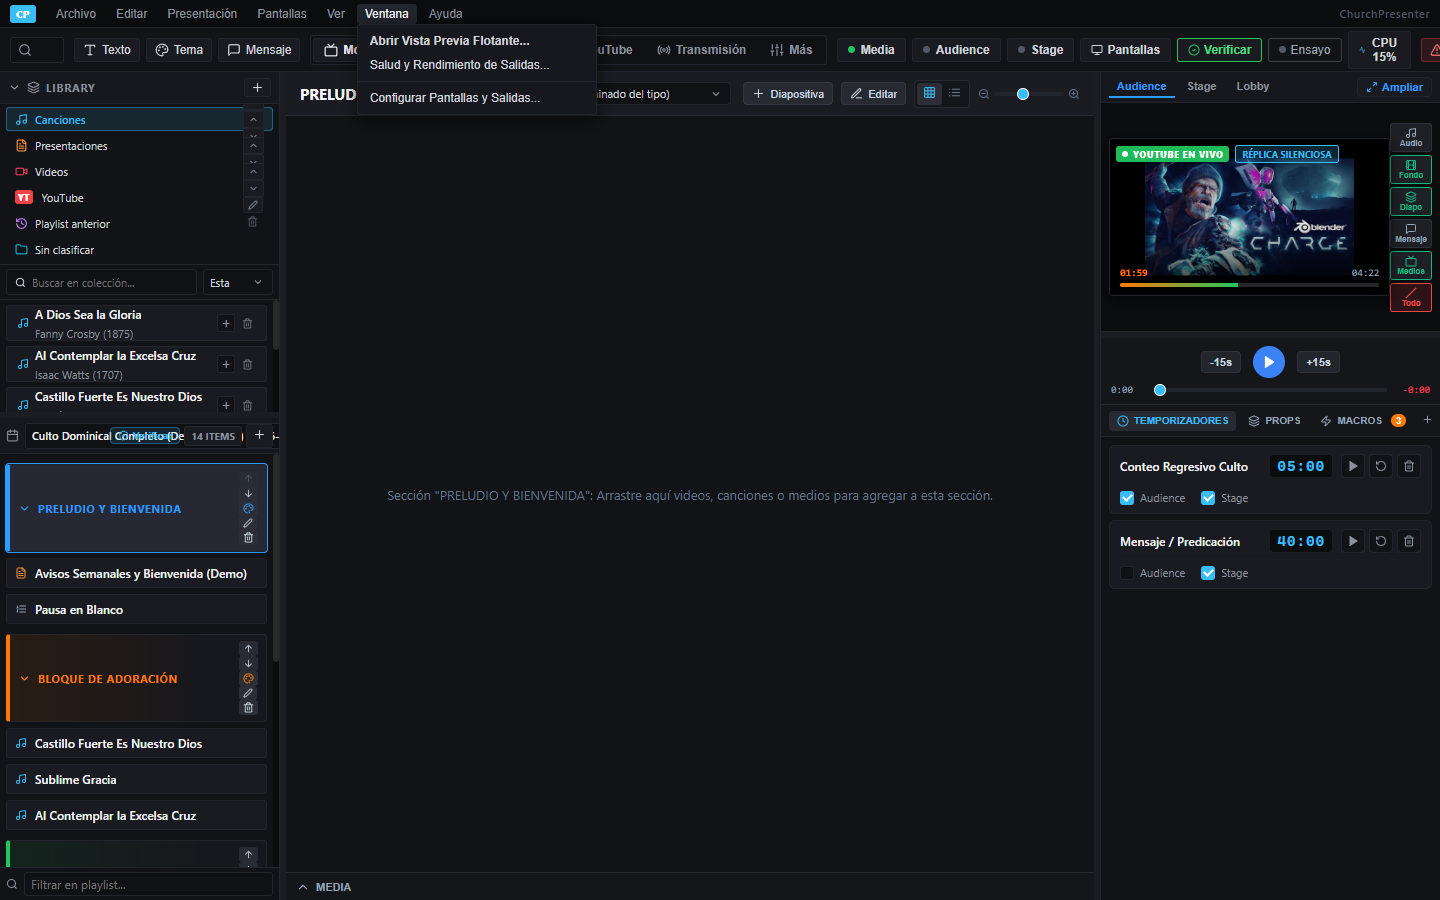 CP Archivo Editar Presentación Pantallas Ver Ventana Ayuda ChurchPresenter
Texto Tema Mensaje Mo ouTube Transmisión Más Media Audience Stage Pantallas Verificar Ensayo CPU 15%
Abrir Vista Previa Flotante...
Salud y Rendimiento de Salidas...
Configurar Pantallas y Salidas...
LIBRARY
Canciones
Presentaciones
Videos
YT YouTube
Playlist anterior
Sin clasificar
Buscar en colección... Esta
A Dios Sea la Gloria
Fanny Crosby (1875)
Al Contemplar la Excelsa Cruz
Isaac Watts (1707)
Castillo Fuerte Es Nuestro Dios
Culto Dominical Completo (De 14 ITEMS
PRELUDIO Y BIENVENIDA
Avisos Semanales y Bienvenida (Demo)
Pausa en Blanco
BLOQUE DE ADORACIÓN
Castillo Fuerte Es Nuestro Dios
Sublime Gracia
Al Contemplar la Excelsa Cruz
Filtrar en playlist...
PRELUD inado del tipo) Diapositiva Editar
Sección "PRELUDIO Y BIENVENIDA": Arrastre aquí videos, canciones o medios para agregar a esta sección.
MEDIA
Audience Stage Lobby Ampliar
YOUTUBE EN VIVO RÉPLICA SILENCIOSA
blender
CHARGE
01:59 04:22
Audio
Fondo
Diapo
Mensaje
Medios
Todo
-15s +15s
0:00 -0:00
TEMPORIZADORES PROPS MACROS 3
Conteo Regresivo Culto 05:00
Audience Stage
Mensaje / Predicación 40:00
Audience Stage